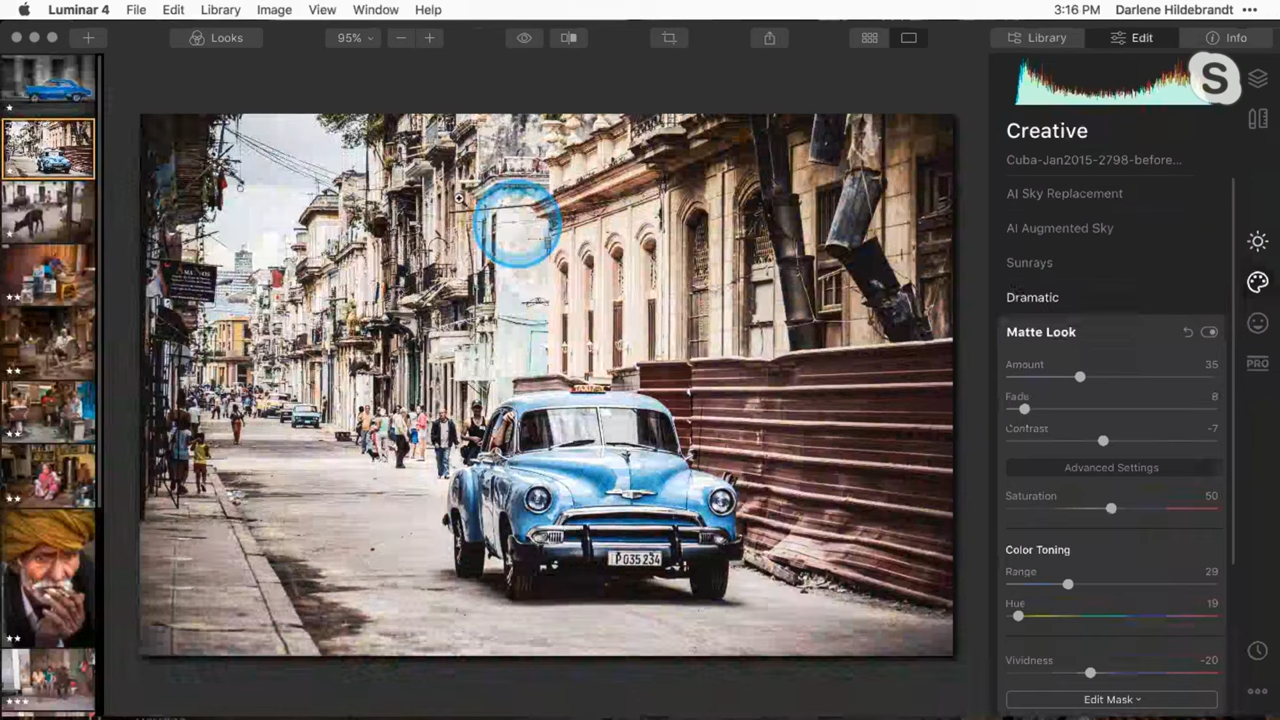 Luminar 4 File Edit Library Image View Window Help 3:16 PM Darlene Hildebrandt
Looks 95% Library Edit Info
S
Creative
Cuba-Jan2015-2798-before...
AI Sky Replacement
AI Augmented Sky
Sunrays
Dramatic
Matte Look
Amount 35
Fade 8
Contrast -7
Advanced Settings
Saturation 50
Color Toning
Range 29
Hue 19
Vividness -20
Edit Mask
PRO
P 035 234